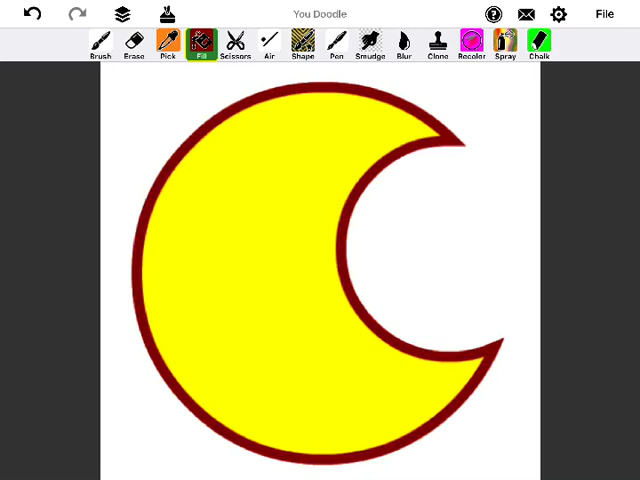 You Doodle
File
Brush Erase Pick Fill Scissors Air Shape Pen Smudge Blur Clone Recolor Spray Chalk